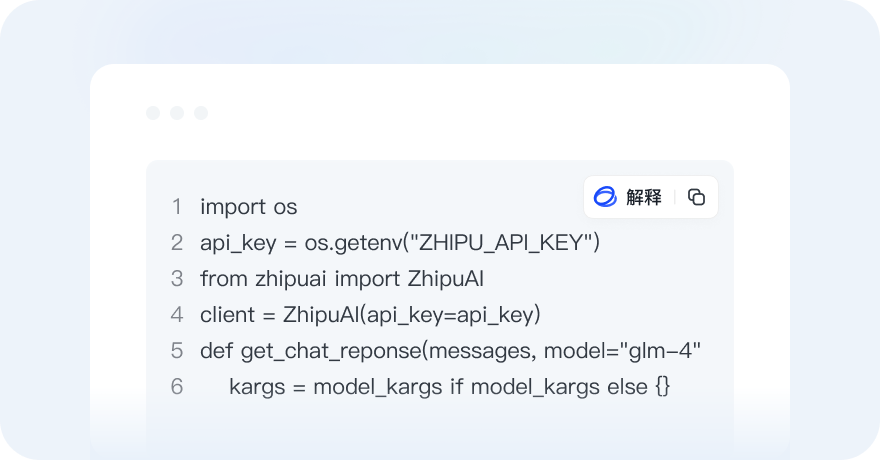 解释
1 import os
2 api_key = os.getenv("ZHIPU_API_KEY")
3 from zhipuai import ZhipuAI
4 client = ZhipuAI(api_key=api_key)
5 def get_chat_reponse(messages, model="glm-4"
6 kargs = model_kargs if model_kargs else {}